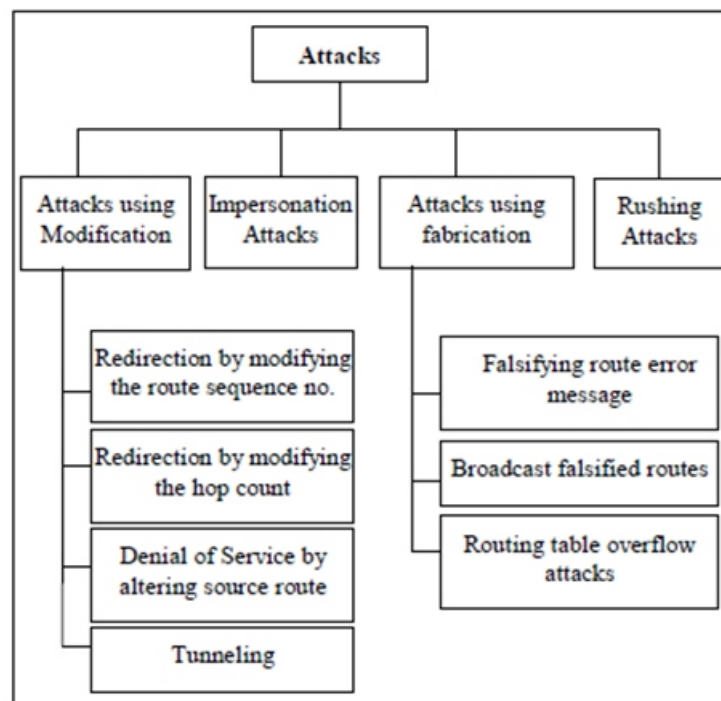 Attacks
Attacks using
Modification
Impersonation
Attacks
Attacks using
fabrication
Rushing
Attacks
Redirection by modifying
the route sequence no.
Redirection by modifying
the hop count
Denial of Service by
altering source route
Tunneling
Falsifying route error
message
Broadcast falsified routes
Routing table overflow
attacks